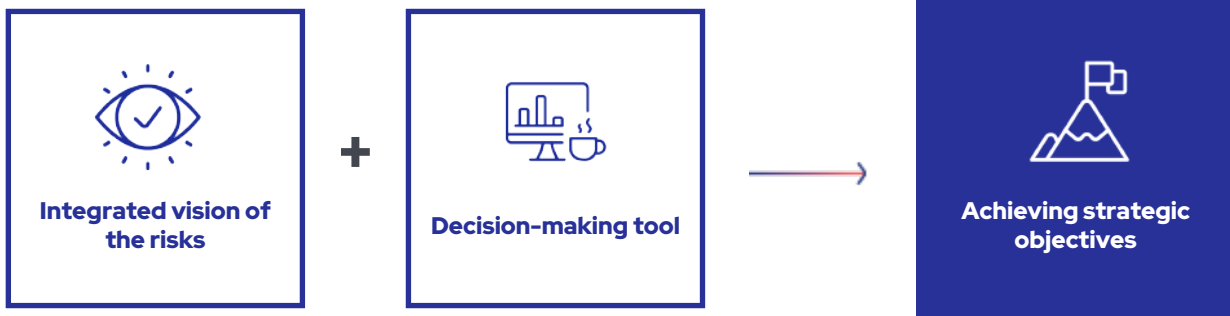 Integrated vision of
the risks
+
Decision-making tool
Achieving strategic
objectives